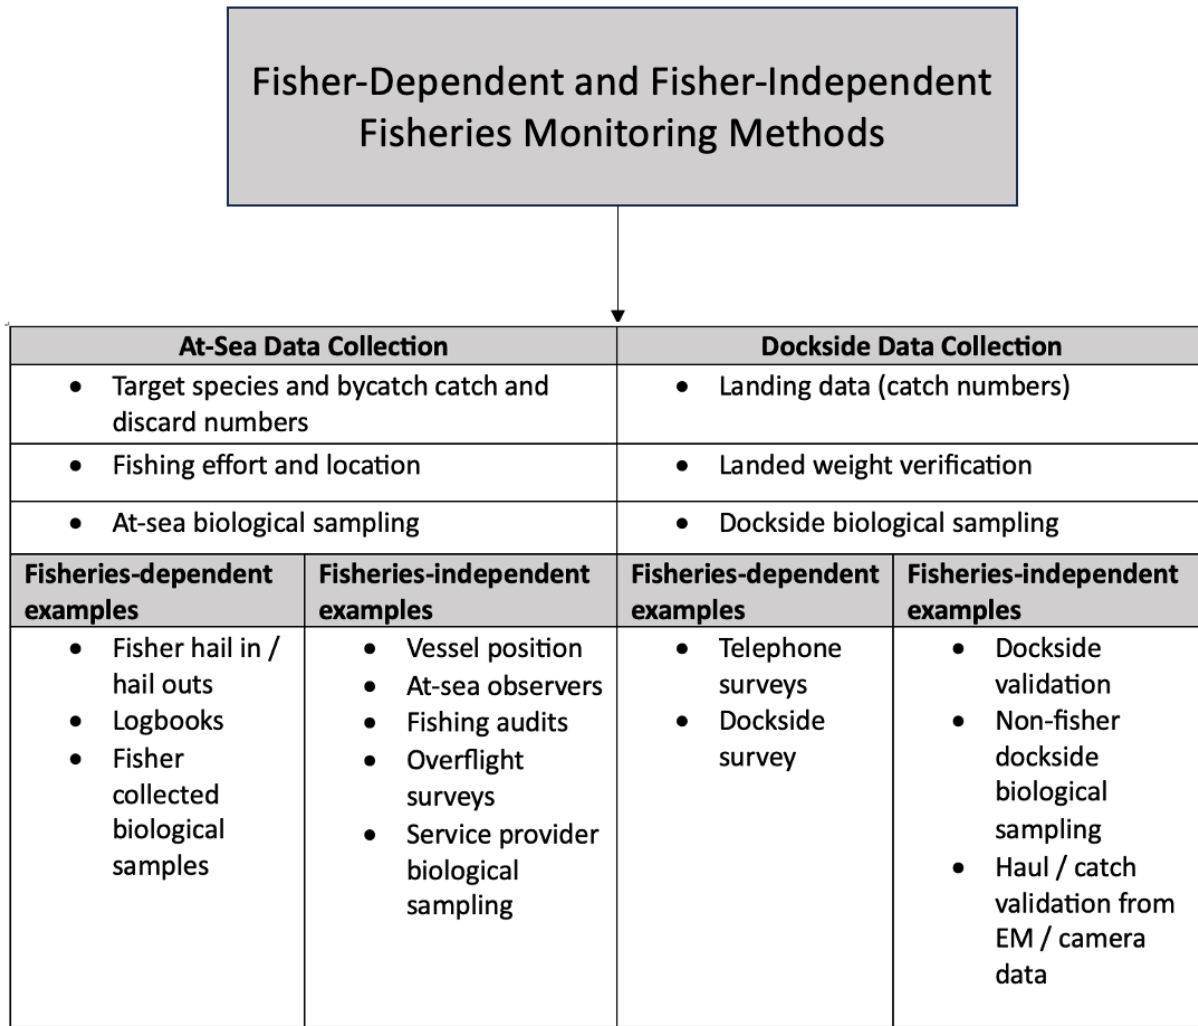 Fisher-Dependent and Fisher-Independent
Fisheries Monitoring Methods
At-Sea Data Collection
Dockside Data Collection
• Target species and bycatch catch and
discard numbers
• Landing data (catch numbers)
• Fishing effort and location
• Landed weight verification
• At-sea biological sampling
• Dockside biological sampling
Fisheries-dependent
examples
Fisheries-independent
examples
Fisheries-dependent
examples
Fisheries-independent
examples
• Fisher hail in /
hail outs
• Logbooks
• Fisher
collected
biological
samples
• Vessel position
• At-sea observers
• Fishing audits
• Overflight
surveys
• Service provider
biological
sampling
• Telephone
surveys
• Dockside
survey
• Dockside
validation
• Non-fisher
dockside
biological
sampling
• Haul / catch
validation from
EM / camera
data